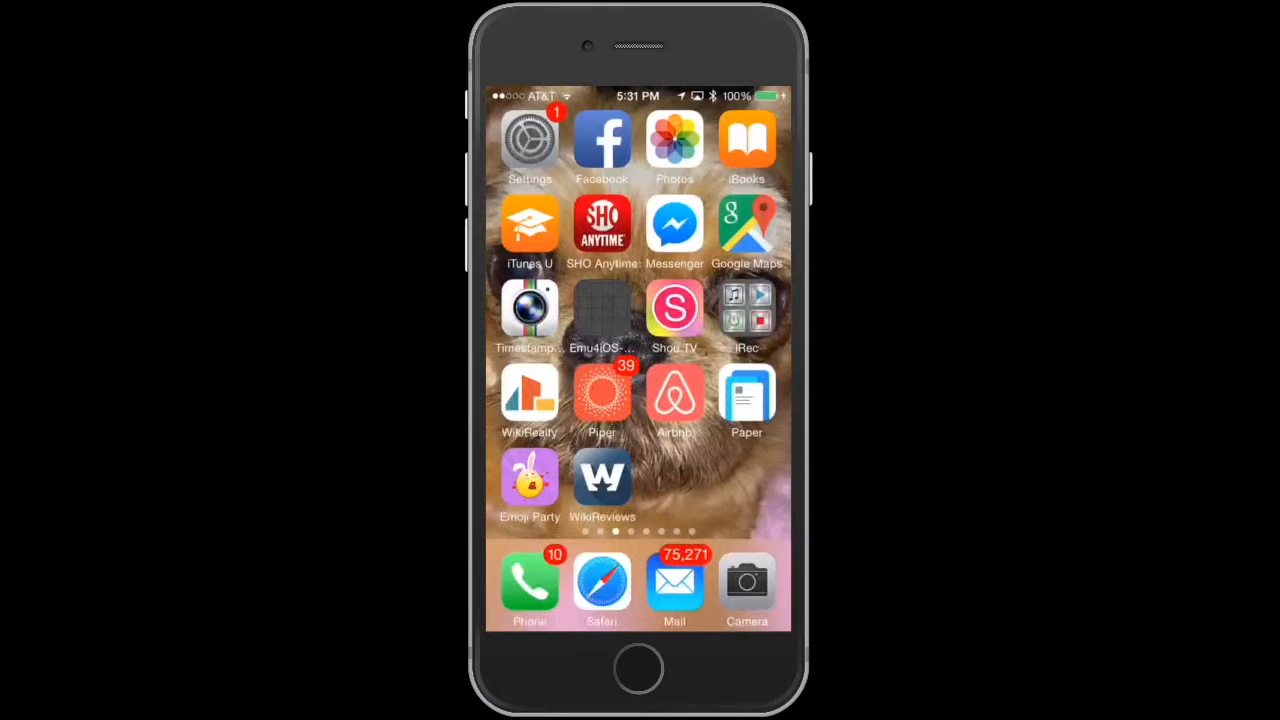 AT&T 5:31 PM 100%
1
Settings Facebook Photos iBooks
g
SHO
ANYTIME
iTunes U SHO Anytime Messenger Google Maps
S
Timestamp... Emu4iOS-... Shou.TV iRec
39
WikiRealty Piper Airbnb Paper
W
Emoji Party WikiReviews
10 75,271
Phone Safari Mail Camera